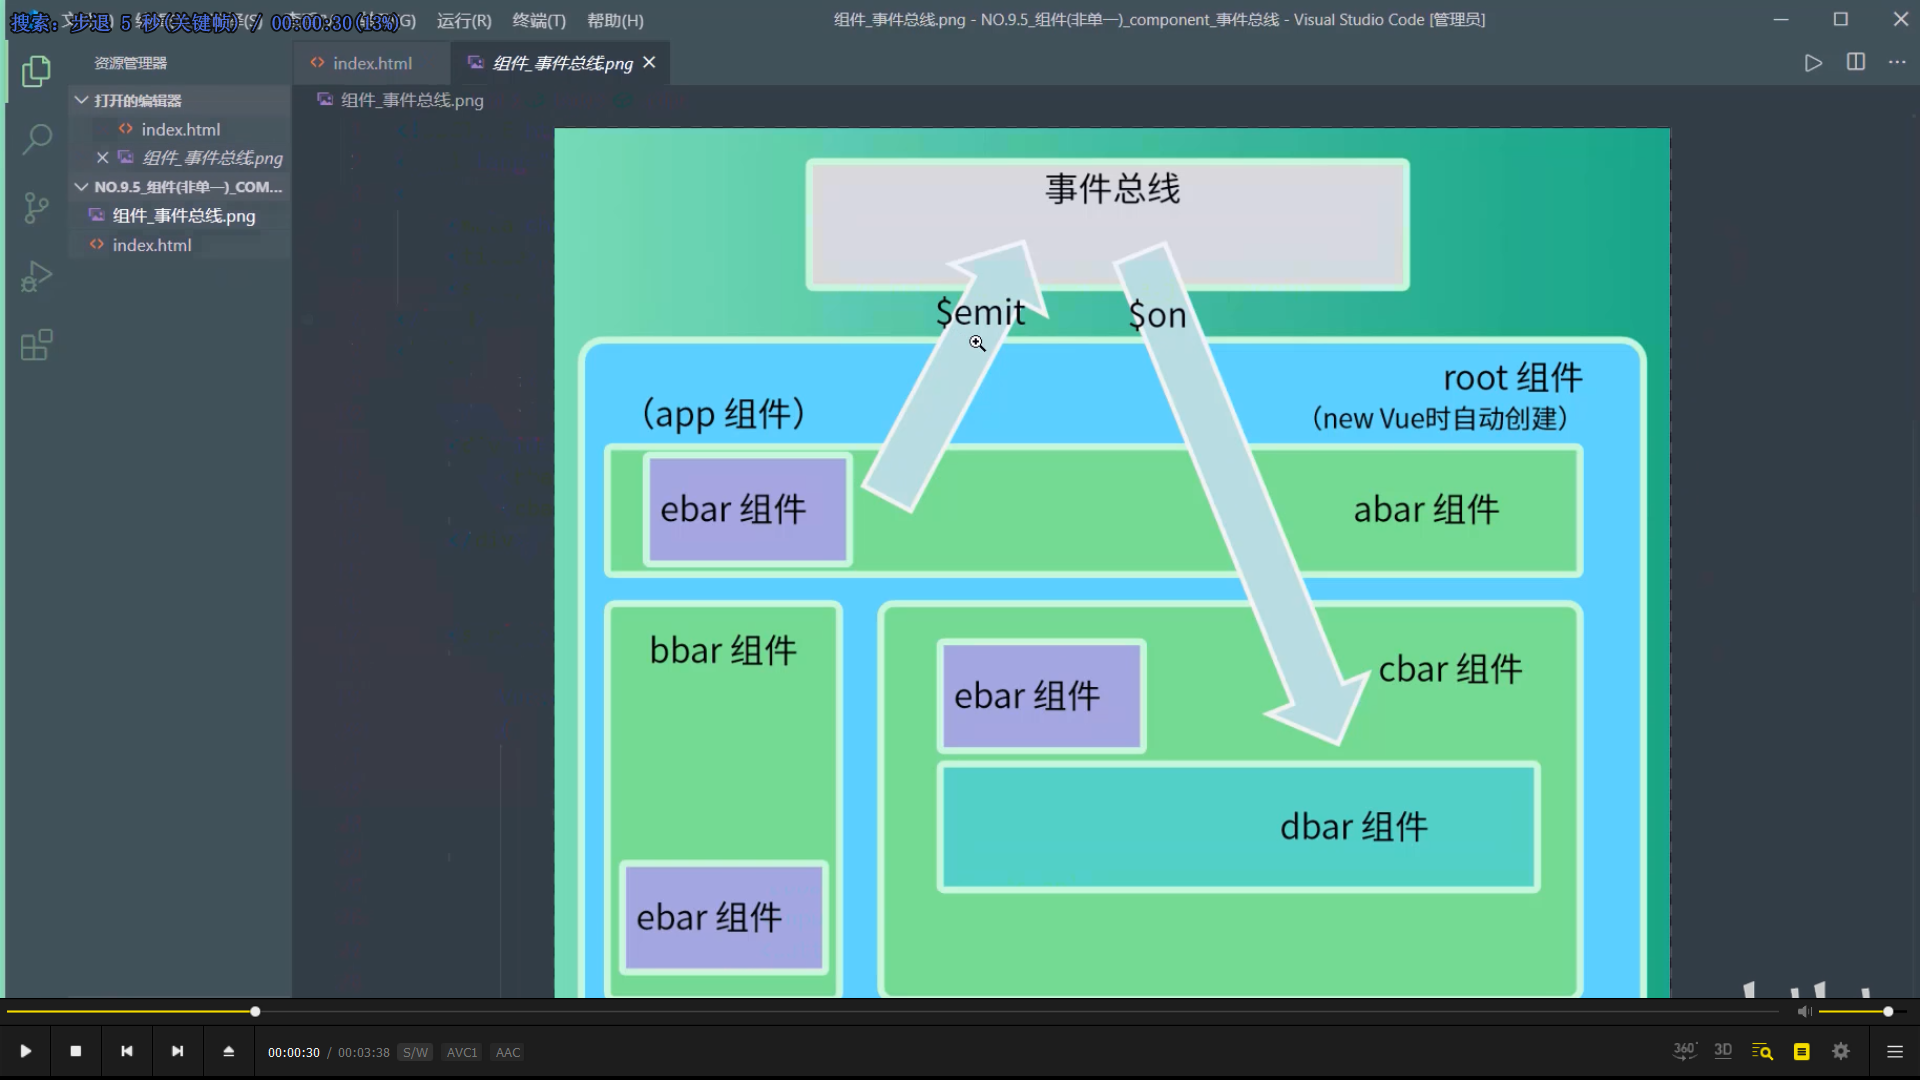 搜索: 步退 5 秒(关键帧) / 00:00:30(13%)
运行(R) 终端(T) 帮助(H)
组件_事件总线.png - NO.9.5_组件(非单一)_component_事件总线 - Visual Studio Code [管理员]
资源管理器
index.html
组件_事件总线.png
打开的编辑器
组件_事件总线.png
index.html
组件_事件总线.png
NO.9.5_组件(非单一)_COM...
组件_事件总线.png
index.html
事件总线
$emit
$on
root 组件
(app 组件)
(new Vue时自动创建)
ebar 组件
abar 组件
bbar 组件
cbar 组件
ebar 组件
dbar 组件
ebar 组件
00:00:30 / 00:03:38 S/W AVC1 AAC
360° 3D